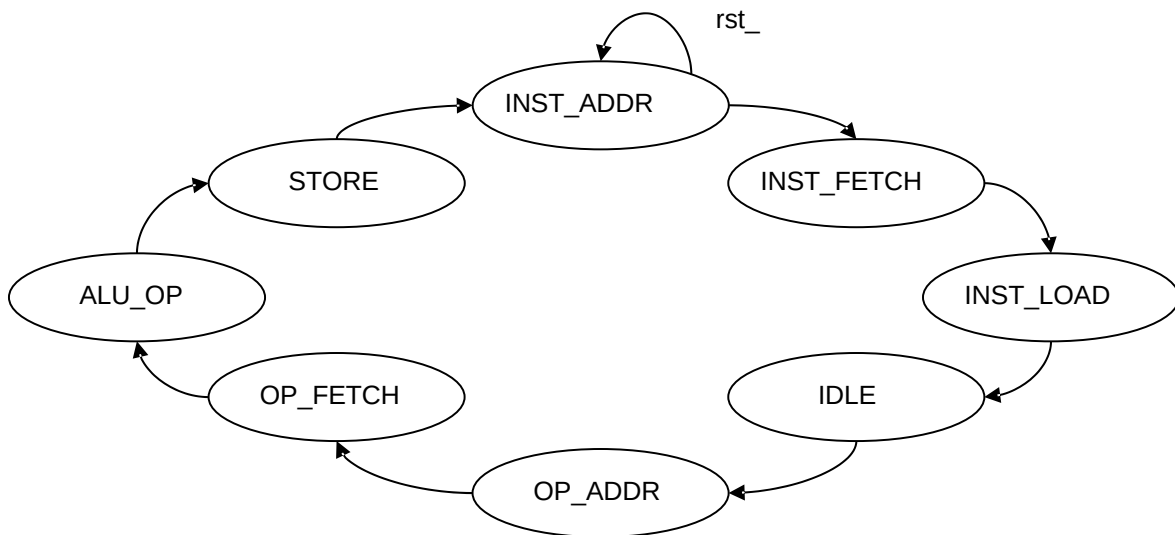 rst_
INST_ADDR
STORE
INST_FETCH
ALU_OP
INST_LOAD
OP_FETCH
IDLE
OP_ADDR